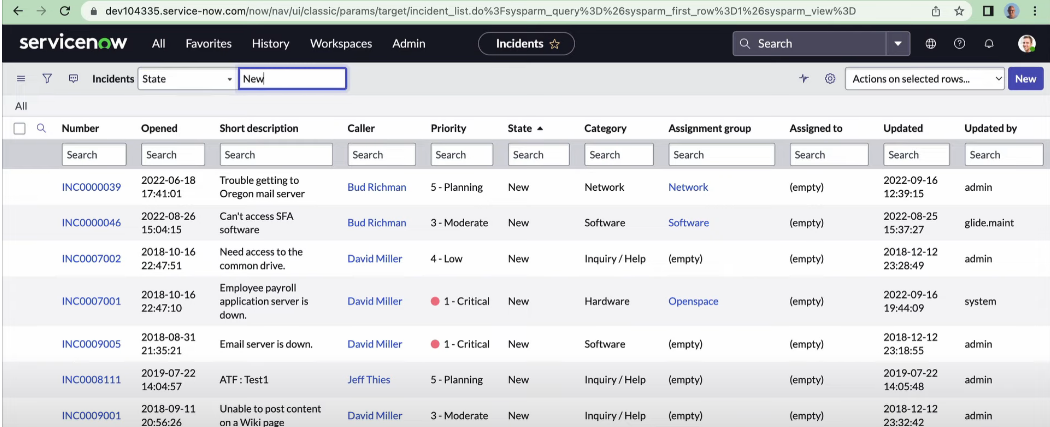 dev104335.service-now.com/now/nav/ui/classic/params/target/incident_list.do%3Fsysparm_query%3D%26sysparm_first_row%3D1%26sysparm_view%3D
servicenow All Favorites History Workspaces Admin Incidents Search
Incidents State New Actions on selected rows... New
All
Number Opened Short description Caller Priority State Category Assignment group Assigned to Updated Updated by
Search Search Search Search Search Search Search Search Search Search Search
INC0000039 2022-06-18 17:41:01 Trouble getting to Oregon mail server Bud Richman 5 - Planning New Network Network (empty) 2022-09-16 12:39:15 admin
INC0000046 2022-08-26 15:04:15 Can't access SFA software Bud Richman 3 - Moderate New Software Software (empty) 2022-08-25 15:37:27 glide.maint
INC0007002 2018-10-16 22:47:51 Need access to the common drive. David Miller 4 - Low New Inquiry / Help (empty) (empty) 2018-12-12 23:28:49 admin
INC0007001 2018-10-16 22:47:10 Employee payroll application server is down. David Miller 1 - Critical New Hardware Openspace (empty) 2022-09-16 19:44:09 system
INC0009005 2018-08-31 21:35:21 Email server is down. David Miller 1 - Critical New Software (empty) (empty) 2018-12-12 23:18:55 admin
INC0008111 2019-07-22 14:04:57 ATF : Test1 Jeff Thies 5 - Planning New Inquiry / Help (empty) (empty) 2019-07-22 14:05:48 admin
INC0009001 2018-09-11 20:56:26 Unable to post content on a Wiki page David Miller 3 - Moderate New Inquiry / Help (empty) (empty) 2018-12-12 23:32:42 admin